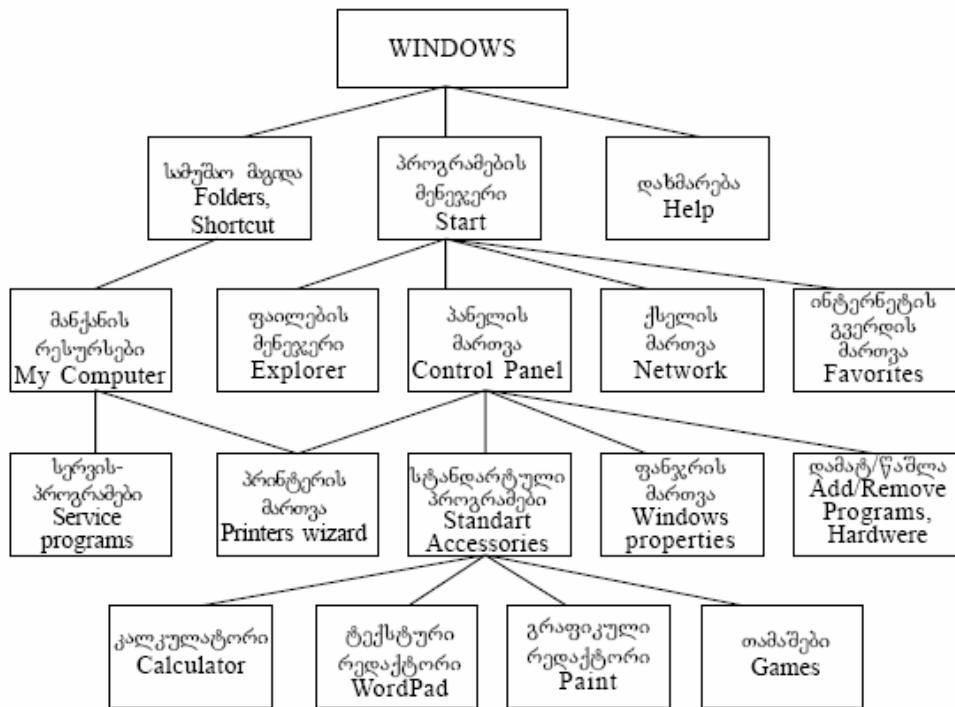 WINDOWS
სამუშაო მაგიდა
Folders,
Shortcut
პროგრამების
მენეჯერი
Start
დახმარება
Help
მანქანის
რესურსები
My Computer
ფაილების
მენეჯერი
Explorer
პანელის
მართვა
Control Panel
ქსელის
მართვა
Network
ინტერნეტის
გვერდის
მართვა
Favorites
სერვის-
პროგრამები
Service
programs
პრინტერის
მართვა
Printers wizard
სტანდარტული
პროგრამები
Standart
Accessories
ფანჯრის
მართვა
Windows
properties
დამატ/წაშლა
Add/Remove
Programs,
Hardwere
კალკულატორი
Calculator
ტექსტური
რედაქტორი
WordPad
გრაფიკული
რედაქტორი
Paint
თამაშები
Games